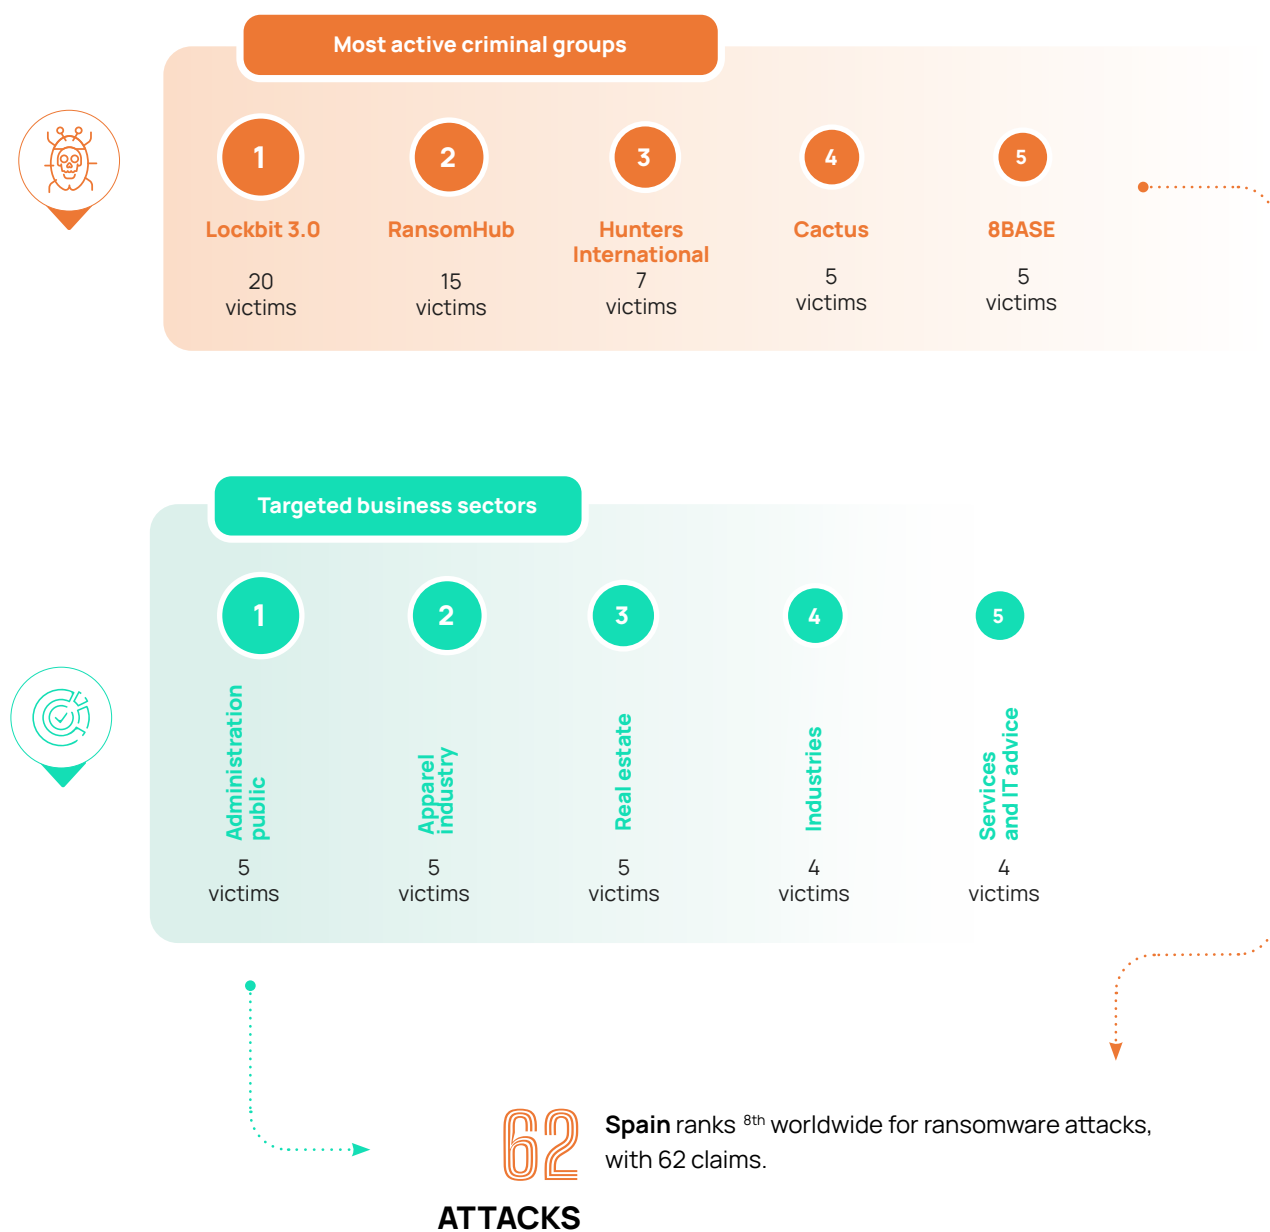 Most active criminal groups
1
2
3
4
5
Lockbit 3.0
RansomHub
Hunters
International
Cactus
8BASE
20
victims
15
victims
7
victims
5
victims
5
victims
Targeted business sectors
1
2
3
4
5
Administration
public
Apparel
industry
Real estate
Industries
Services
and IT advice
5
victims
5
victims
5
victims
4
victims
4
victims
62
ATTACKS
Spain ranks 8th worldwide for ransomware attacks,
with 62 claims.